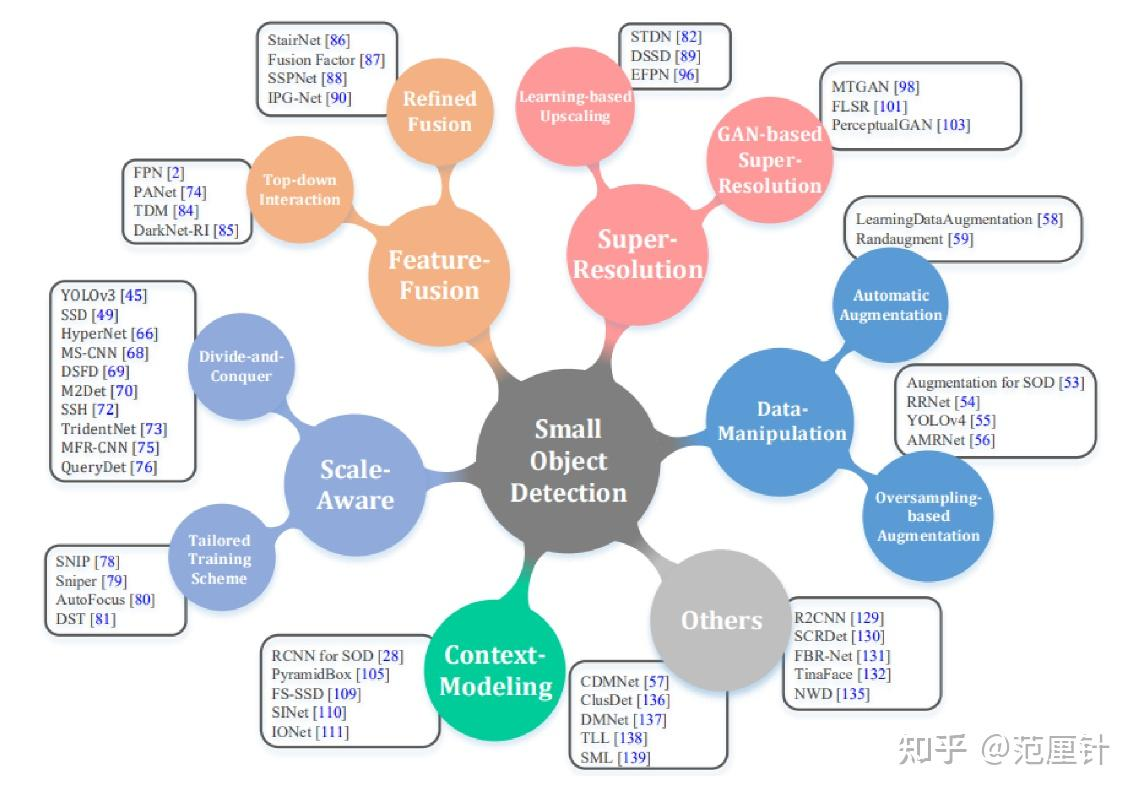 StairNet [86]
Fusion Factor [87]
SSPNet [88]
IPG-Net [90]
Refined
Fusion
FPN [2]
PANet [74]
TDM [84]
DarkNet-RI [85]
Top-down
Interaction
Feature-
Fusion
STDN [82]
DSSD [89]
EFPN [96]
Learning-based
Upscaling
MTGAN [98]
FLSR [101]
PerceptualGAN [103]
GAN-based
Super-
Resolution
Super-
Resolution
LearningDataAugmentation [58]
Randaugment [59]
Automatic
Augmentation
Augmentation for SOD [53]
RRNet [54]
YOLOv4 [55]
AMRNet [56]
Data-
Manipulation
Oversampling-
based
Augmentation
YOLOv3 [45]
SSD [49]
HyperNet [66]
MS-CNN [68]
DSFD [69]
M2Det [70]
SSH [72]
TridentNet [73]
MFR-CNN [75]
QueryDet [76]
Divide-and-
Conquer
Scale-
Aware
Small
Object
Detection
SNIP [78]
Sniper [79]
AutoFocus [80]
DST [81]
Tailored
Training
Scheme
RCNN for SOD [28]
PyramidBox [105]
FS-SSD [109]
SINet [110]
IONet [111]
Context-
Modeling
Others
CDMNet [57]
ClusDet [136]
DMNet [137]
TLL [138]
SML [139]
R2CNN [129]
SCRDet [130]
FBR-Net [131]
TinaFace [132]
NWD [135]
知乎 @范厘针